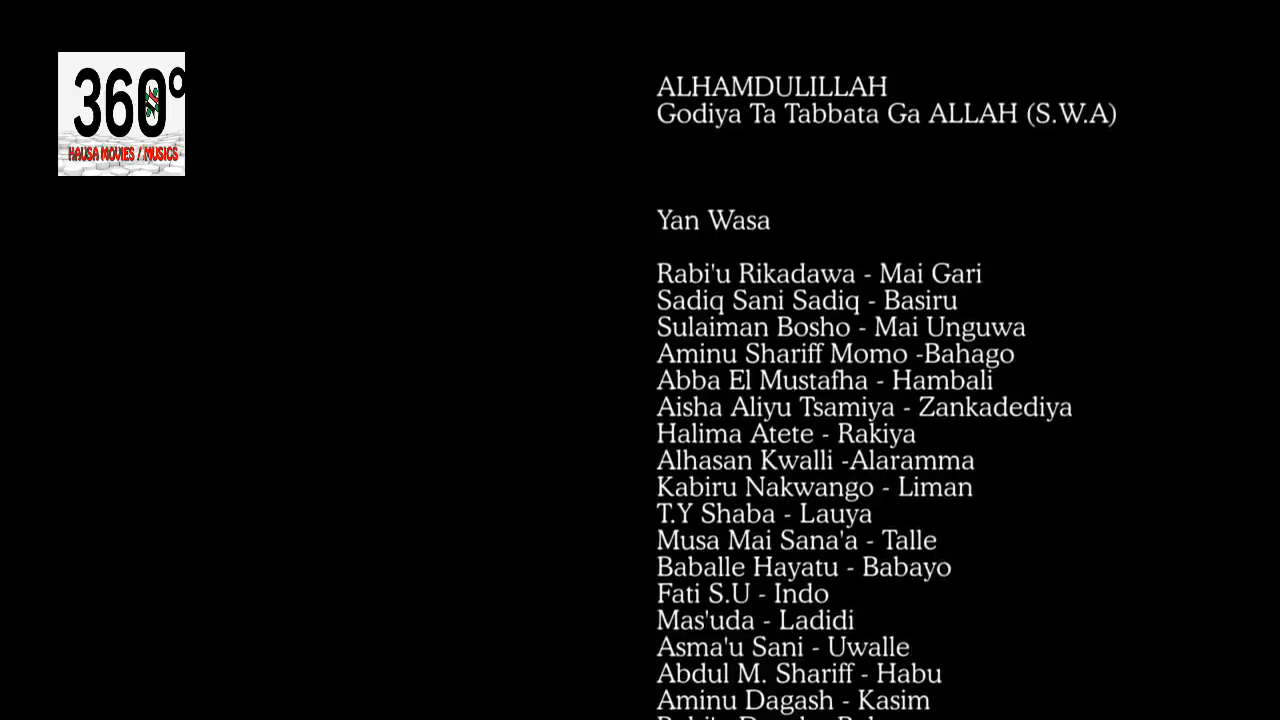 360°
HAUSA MOVIES / MUSICS
ALHAMDULILLAH
Godiya Ta Tabbata Ga ALLAH (S.W.A)
Yan Wasa
Rabi'u Rikadawa - Mai Gari
Sadiq Sani Sadiq - Basiru
Sulaiman Bosho - Mai Unguwa
Aminu Shariff Momo -Bahago
Abba El Mustafha - Hambali
Aisha Aliyu Tsamiya - Zankadediya
Halima Atete - Rakiya
Alhasan Kwalli -Alaramma
Kabiru Nakwango - Liman
T.Y Shaba - Lauya
Musa Mai Sana'a - Talle
Baballe Hayatu - Babayo
Fati S.U - Indo
Mas'uda - Ladidi
Asma'u Sani - Uwalle
Abdul M. Shariff - Habu
Aminu Dagash - Kasim